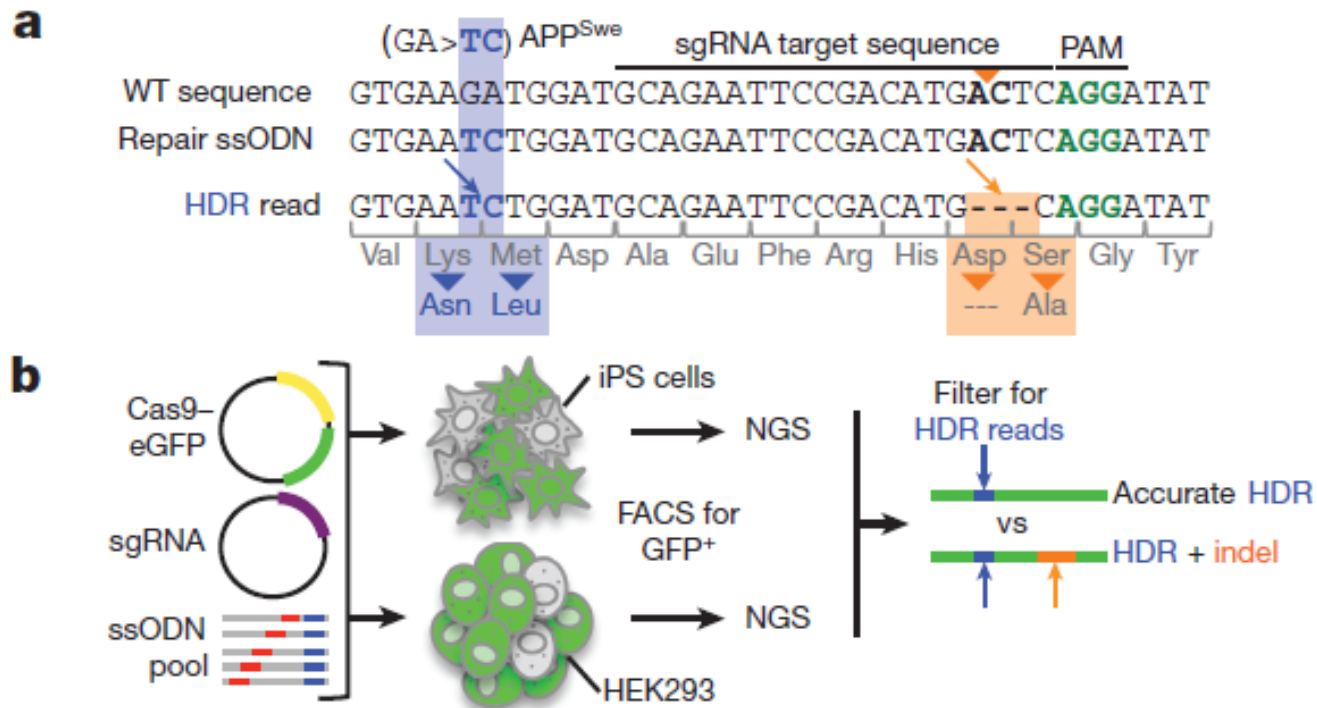 a
(GA>TC) APPSwe
sgRNA target sequence PAM
WT sequence GTGAAGATGGATGCAGAATTCCGACATGACTCAGGATAT
Repair ssODN GTGAATCTGGATGCAGAATTCCGACATGACTCAGGATAT
HDR read GTGAATCTGGATGCAGAATTCCGACATG---CAGGATAT
Val Lys Met Asp Ala Glu Phe Arg His Asp Ser Gly Tyr
Asn Leu --- Ala
b
Cas9–
eGFP
sgRNA
ssODN
pool
iPS cells
NGS
FACS for
GFP+
NGS
HEK293
Filter for
HDR reads
Accurate HDR
vs
HDR + indel